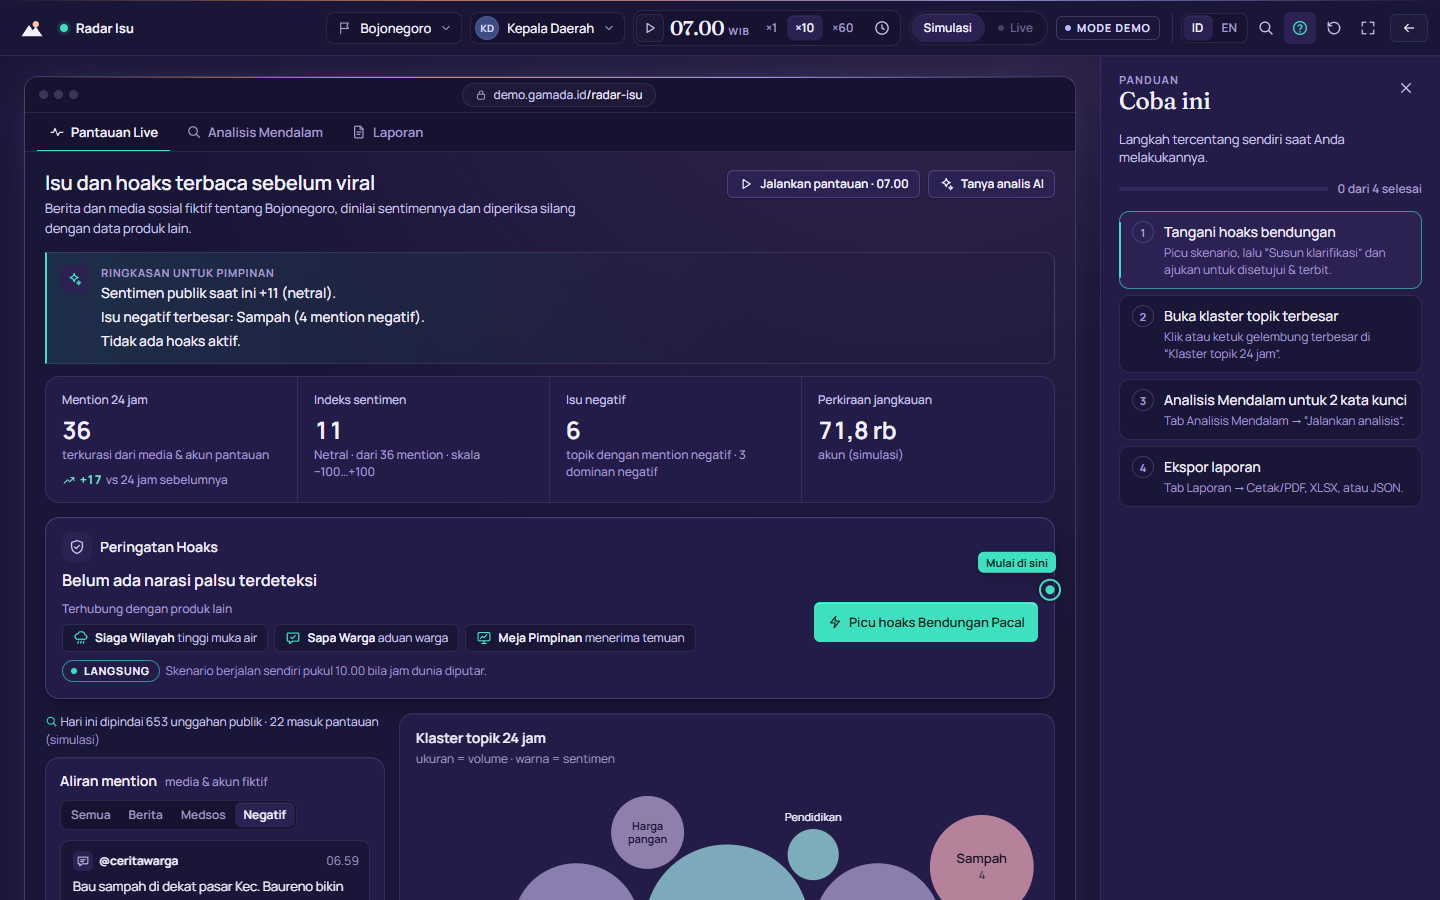 Radar Isu
Bojonegoro
KD Kepala Daerah
07.00 WIB
×1 ×10 ×60
Simulasi
Live
MODE DEMO
ID EN
demo.gamada.id/radar-isu
Pantauan Live
Analisis Mendalam
Laporan
Isu dan hoaks terbaca sebelum viral
Berita dan media sosial fiktif tentang Bojonegoro, dinilai sentimennya dan diperiksa silang
dengan data produk lain.
Jalankan pantauan · 07.00
Tanya analis AI
RINGKASAN UNTUK PIMPINAN
Sentimen publik saat ini +11 (netral).
Isu negatif terbesar: Sampah (4 mention negatif).
Tidak ada hoaks aktif.
Mention 24 jam
36
terkurasi dari media & akun pantauan
+17 vs 24 jam sebelumnya
Indeks sentimen
11
Netral · dari 36 mention · skala
−100…+100
Isu negatif
6
topik dengan mention negatif · 3
dominan negatif
Perkiraan jangkauan
71,8 rb
akun (simulasi)
Peringatan Hoaks
Belum ada narasi palsu terdeteksi
Terhubung dengan produk lain
Siaga Wilayah tinggi muka air
Sapa Warga aduan warga
Meja Pimpinan menerima temuan
LANGSUNG Skenario berjalan sendiri pukul 10.00 bila jam dunia diputar.
Mulai di sini
Picu hoaks Bendungan Pacal
Hari ini dipindai 653 unggahan publik · 22 masuk pantauan
(simulasi)
Aliran mention media & akun fiktif
Semua Berita Medsos Negatif
@ceritawarga 06.59
Bau sampah di dekat pasar Kec. Baureno bikin
Klaster topik 24 jam
ukuran = volume · warna = sentimen
Harga
pangan
Pendidikan
Sampah
4
PANDUAN
Coba ini
Langkah tercentang sendiri saat Anda
melakukannya.
0 dari 4 selesai
1 Tangani hoaks bendungan
Picu skenario, lalu “Susun klarifikasi” dan
ajukan untuk disetujui & terbit.
2 Buka klaster topik terbesar
Klik atau ketuk gelembung terbesar di
“Klaster topik 24 jam”.
3 Analisis Mendalam untuk 2 kata kunci
Tab Analisis Mendalam → “Jalankan analisis”.
4 Ekspor laporan
Tab Laporan → Cetak/PDF, XLSX, atau JSON.